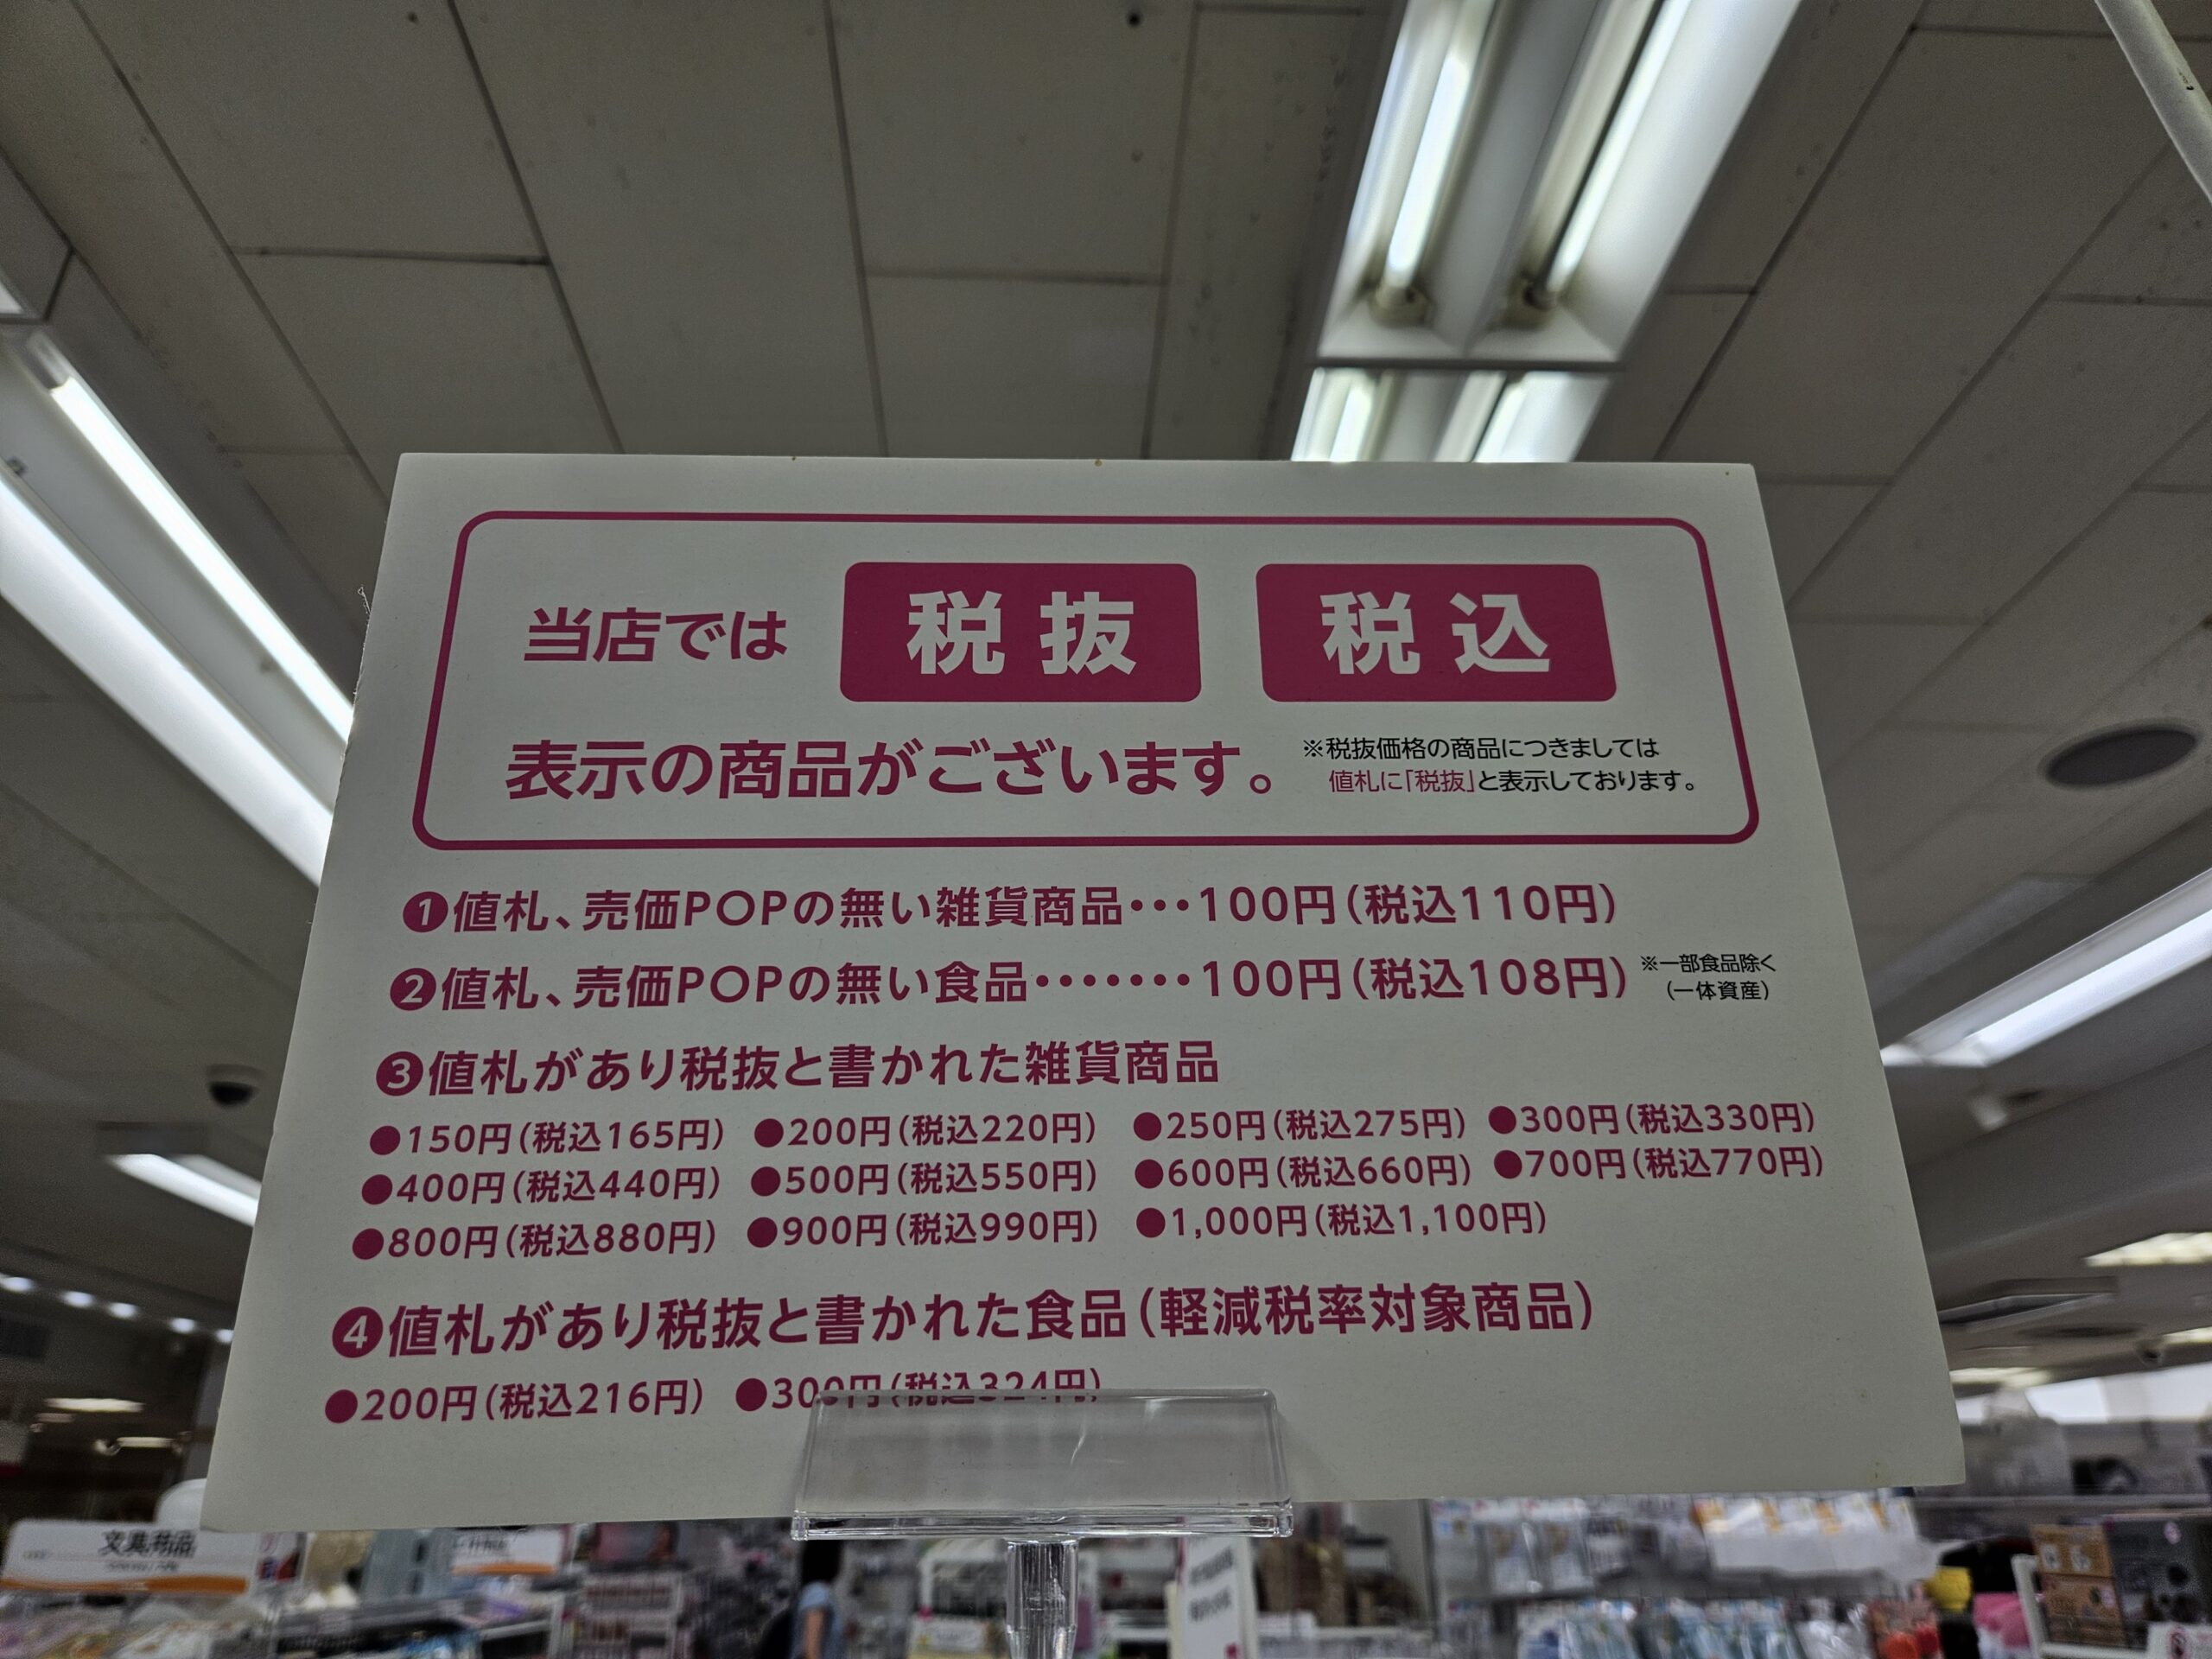 当店では 税抜 税込
表示の商品がございます。
※税抜価格の商品につきましては
値札に「税抜」と表示しております。
❶値札、売価POPの無い雑貨商品･･･100円(税込110円)
❷値札、売価POPの無い食品･･･････100円(税込108円)
※一部食品除く
(一体資産)
❸値札があり税抜と書かれた雑貨商品
●150円(税込165円) ●200円(税込220円) ●250円(税込275円) ●300円(税込330円)
●400円(税込440円) ●500円(税込550円) ●600円(税込660円) ●700円(税込770円)
●800円(税込880円) ●900円(税込990円) ●1,000円(税込1,100円)
❹値札があり税抜と書かれた食品(軽減税率対象商品)
●200円(税込216円) ●300円(税込324円)
文具用品